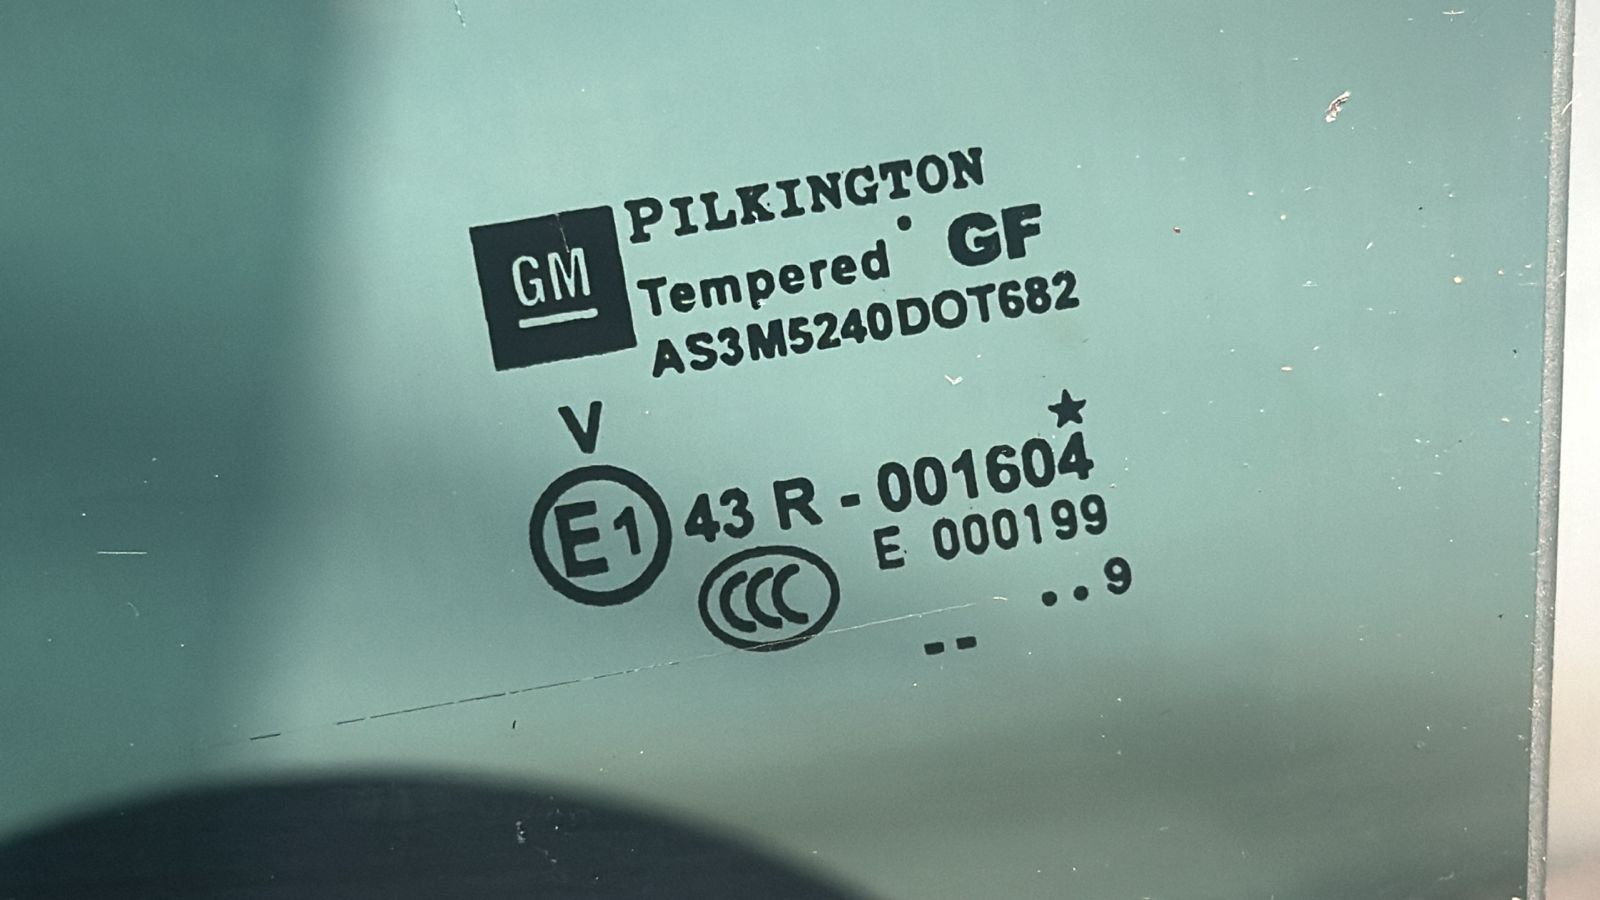 GM
PILKINGTON
Tempered GF
AS3M5240DOT682
V
E1 43 R - 001604
CCC E 000199
..9
--